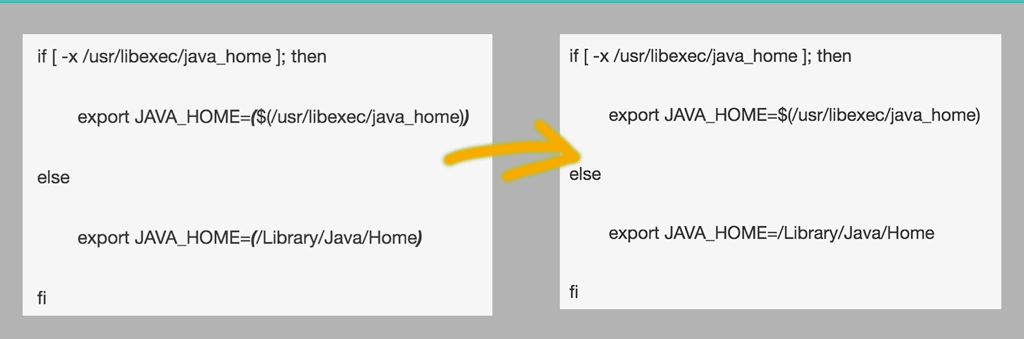 if [ -x /usr/libexec/java_home ]; then
export JAVA_HOME=($(/usr/libexec/java_home))
else
export JAVA_HOME=(/Library/Java/Home)
fi
if [ -x /usr/libexec/java_home ]; then
export JAVA_HOME=$(/usr/libexec/java_home)
else
export JAVA_HOME=/Library/Java/Home
fi